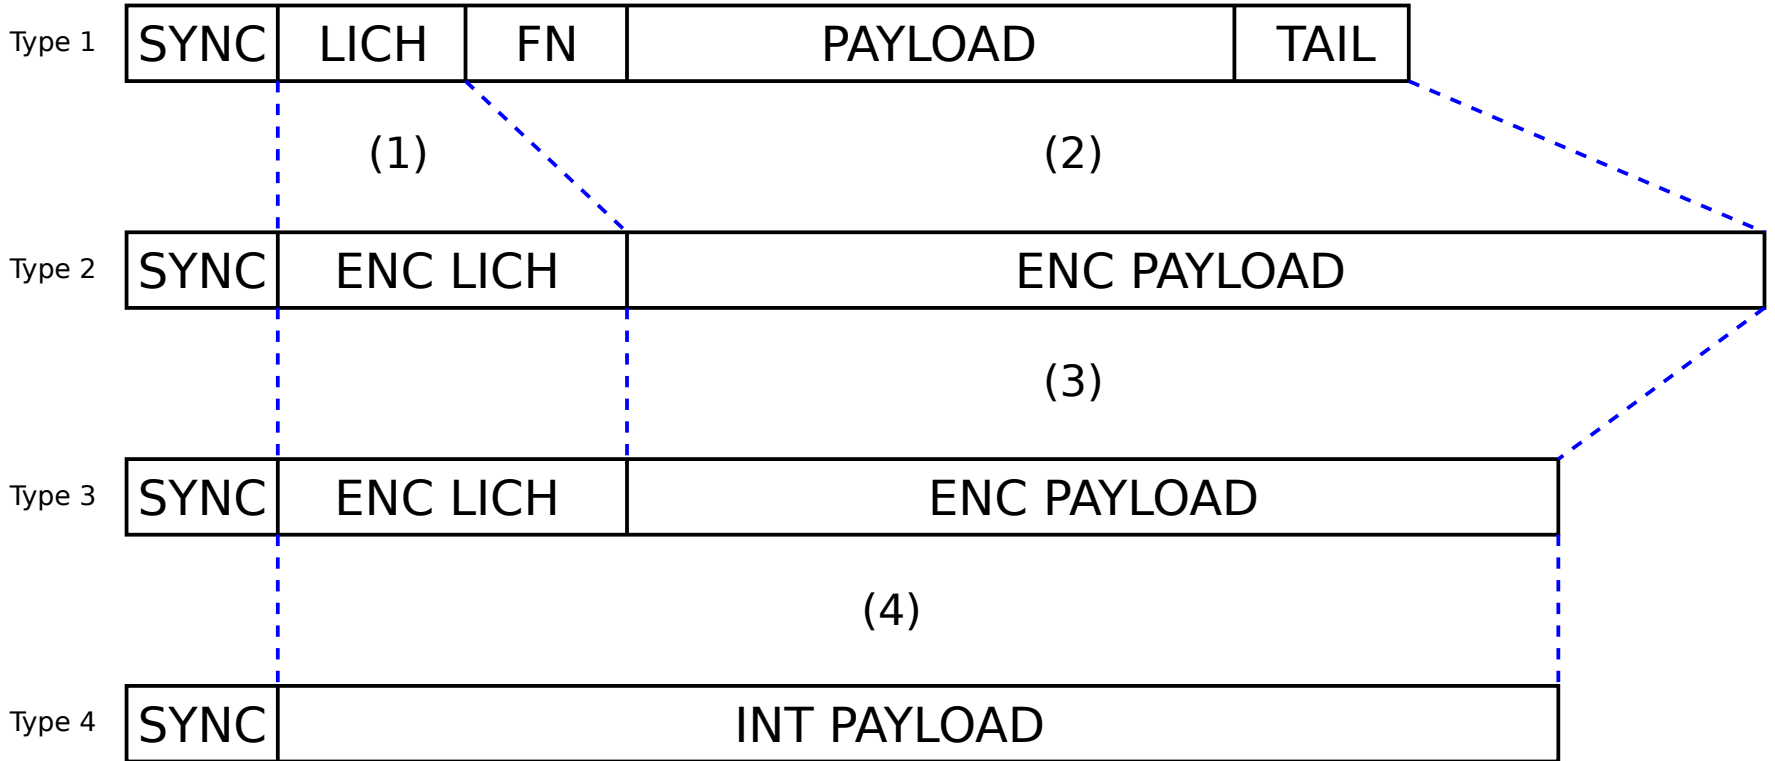 Type 1 SYNC LICH FN PAYLOAD TAIL
(1) (2)
Type 2 SYNC ENC LICH ENC PAYLOAD
(3)
Type 3 SYNC ENC LICH ENC PAYLOAD
(4)
Type 4 SYNC INT PAYLOAD